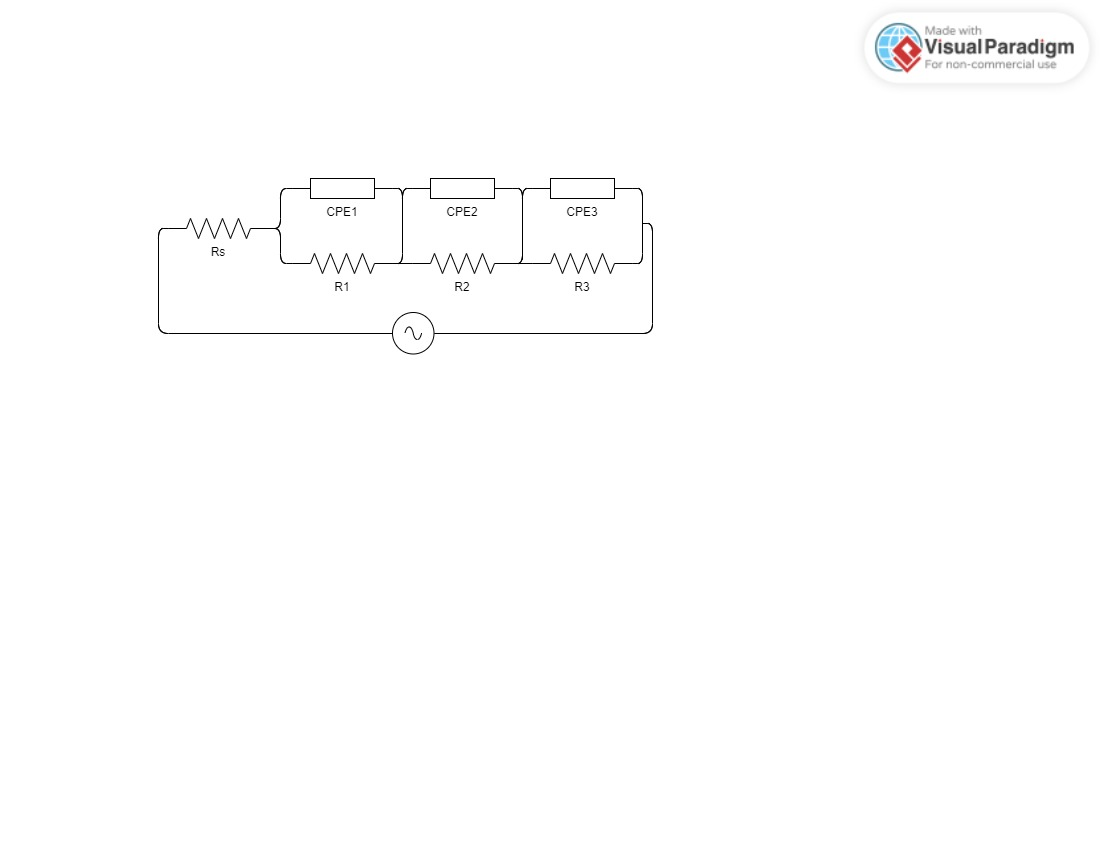 Made with
Visual Paradigm
For non-commercial use
CPE1
CPE2
CPE3
Rs
R1
R2
R3